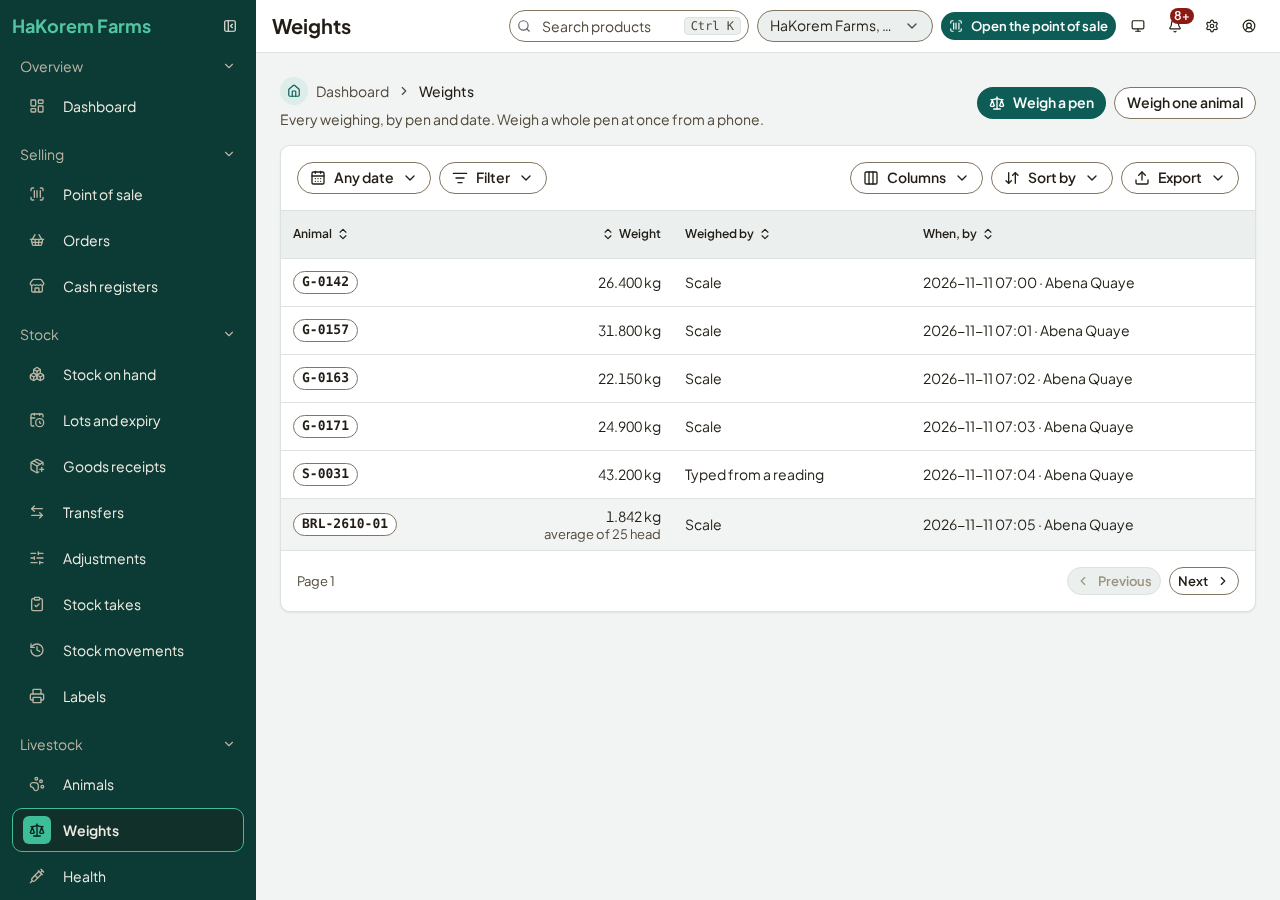 HaKorem Farms
Overview
Dashboard
Selling
Point of sale
Orders
Cash registers
Stock
Stock on hand
Lots and expiry
Goods receipts
Transfers
Adjustments
Stock takes
Stock movements
Labels
Livestock
Animals
Weights
Health
Weights
Search products Ctrl K
HaKorem Farms, ...
Open the point of sale
8+
Dashboard > Weights
Every weighing, by pen and date. Weigh a whole pen at once from a phone.
Weigh a pen
Weigh one animal
Any date
Filter
Columns
Sort by
Export
Animal Weight Weighed by When, by
G-0142 26.400 kg Scale 2026-11-11 07:00 · Abena Quaye
G-0157 31.800 kg Scale 2026-11-11 07:01 · Abena Quaye
G-0163 22.150 kg Scale 2026-11-11 07:02 · Abena Quaye
G-0171 24.900 kg Scale 2026-11-11 07:03 · Abena Quaye
S-0031 43.200 kg Typed from a reading 2026-11-11 07:04 · Abena Quaye
BRL-2610-01 1.842 kg Scale 2026-11-11 07:05 · Abena Quaye
average of 25 head
Page 1
Previous
Next